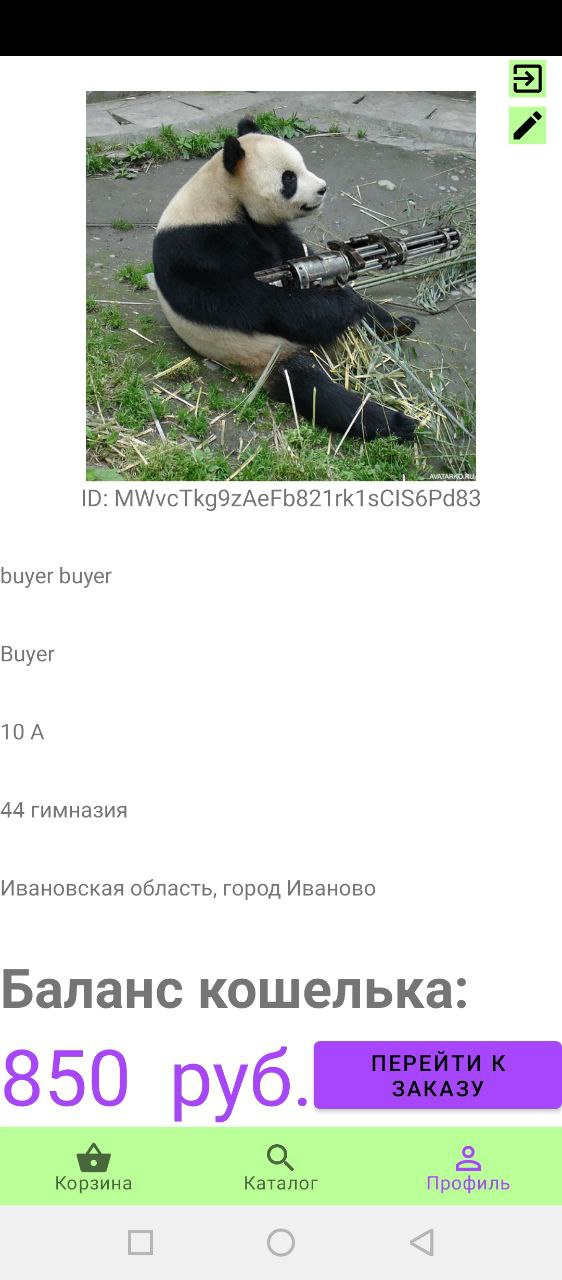 AVATARKO.RU
ID: MWvcTkg9zAeFb821rk1sCIS6Pd83
buyer buyer
Buyer
10 А
44 гимназия
Ивановская область, город Иваново
Баланс кошелька:
850 руб.
ПЕРЕЙТИ К
ЗАКАЗУ
Корзина
Каталог
Профиль